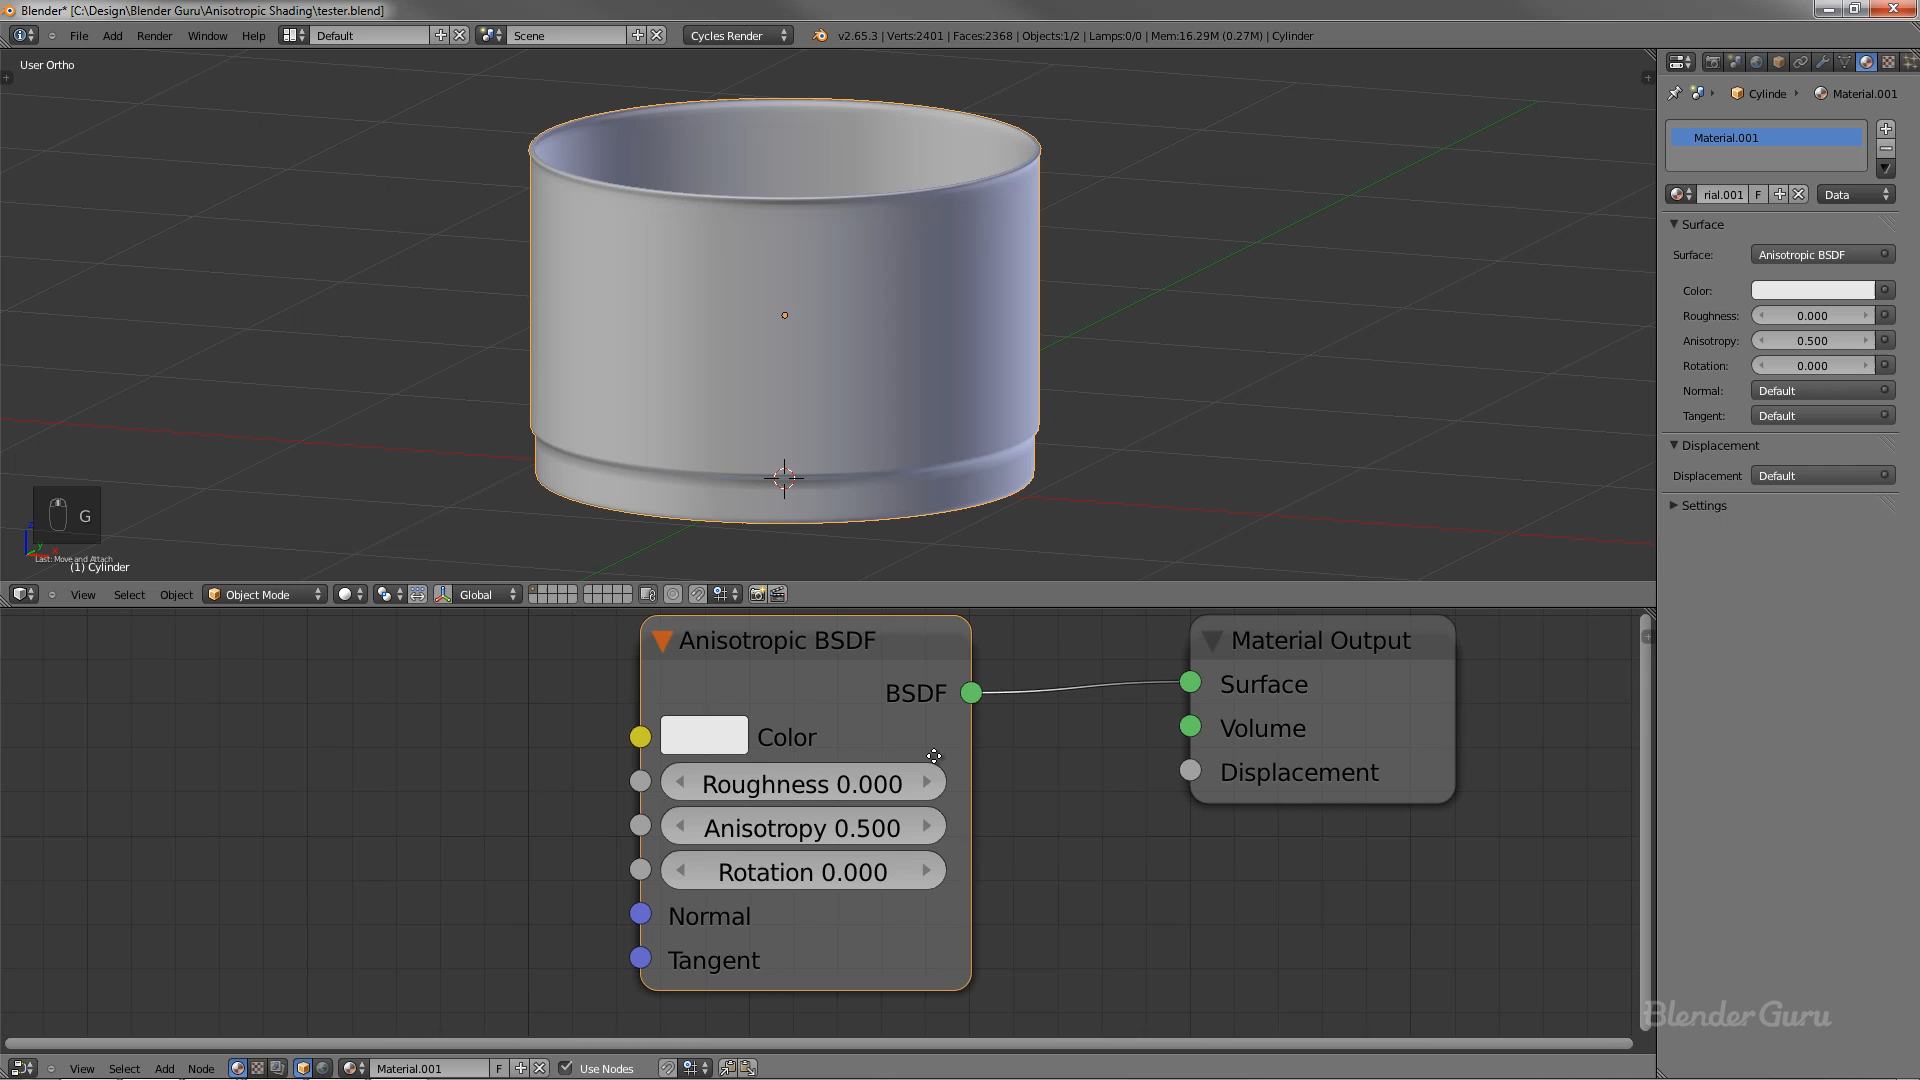 Blender* [C:\Design\Blender Guru\Anisotropic Shading\tester.blend]
File Add Render Window Help Default Scene Cycles Render v2.65.3 | Verts:2401 | Faces:2368 | Objects:1/2 | Lamps:0/0 | Mem:16.29M (0.27M) | Cylinder
User Ortho
Cylinde Material.001
Material.001
rial.001 F Data
Surface
Surface: Anisotropic BSDF
Color:
Roughness: 0.000
Anisotropy: 0.500
Rotation: 0.000
Normal: Default
Tangent: Default
Displacement
Displacement Default
Settings
G
Last: Move and Attach
(1) Cylinder
View Select Object Object Mode Global
Anisotropic BSDF
BSDF
Color
Roughness 0.000
Anisotropy 0.500
Rotation 0.000
Normal
Tangent
Material Output
Surface
Volume
Displacement
BlenderGuru
View Select Add Node Material.001 F Use Nodes